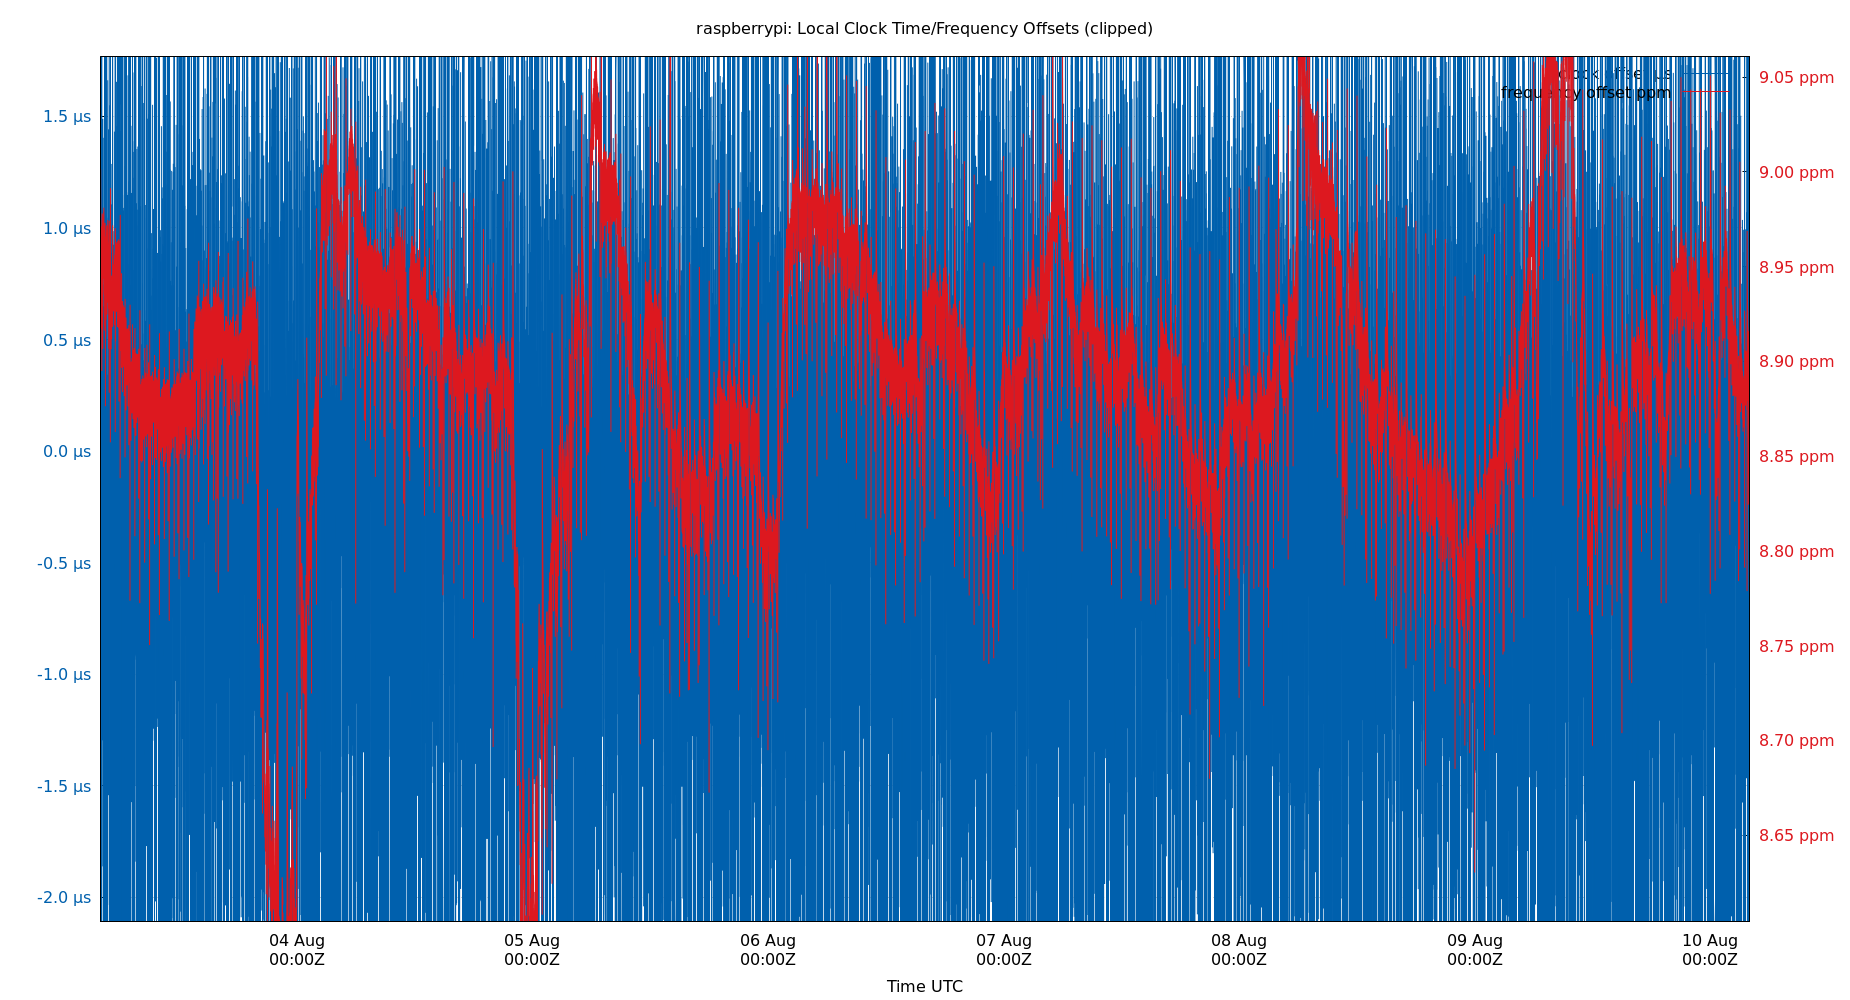 raspberrypi: Local Clock Time/Frequency Offsets (clipped)
clock offset µs
frequency offset ppm
1.5 µs
1.0 µs
0.5 µs
0.0 µs
-0.5 µs
-1.0 µs
-1.5 µs
-2.0 µs
9.05 ppm
9.00 ppm
8.95 ppm
8.90 ppm
8.85 ppm
8.80 ppm
8.75 ppm
8.70 ppm
8.65 ppm
04 Aug 05 Aug 06 Aug 07 Aug 08 Aug 09 Aug 10 Aug
00:00Z 00:00Z 00:00Z 00:00Z 00:00Z 00:00Z 00:00Z
Time UTC